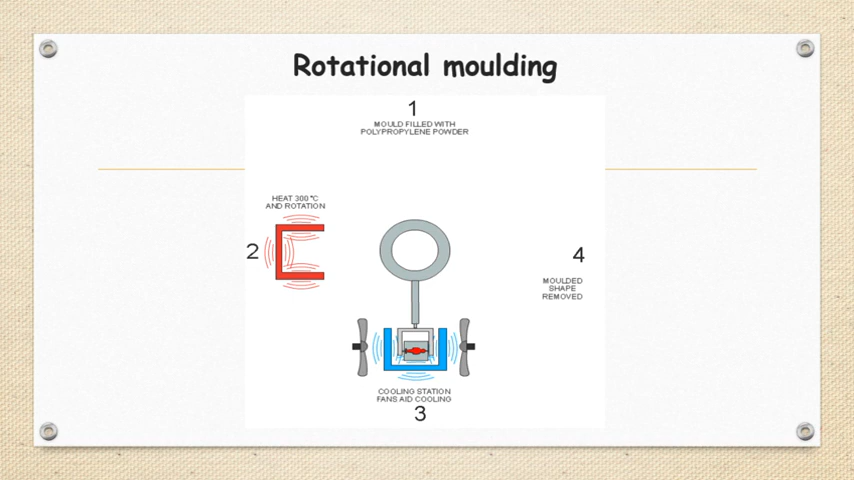 Rotational moulding
1
MOULD FILLED WITH
POLYPROPYLENE POWDER
HEAT 300 °C
AND ROTATION
2
4
MOULDED
SHAPE
REMOVED
COOLING STATION
FANS AID COOLING
3